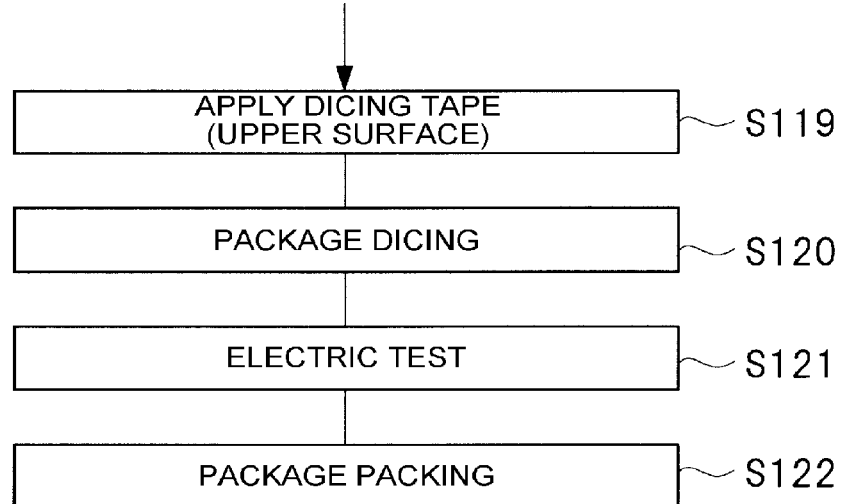 APPLY DICING TAPE
(UPPER SURFACE)
S119
PACKAGE DICING
S120
ELECTRIC TEST
S121
PACKAGE PACKING
S122